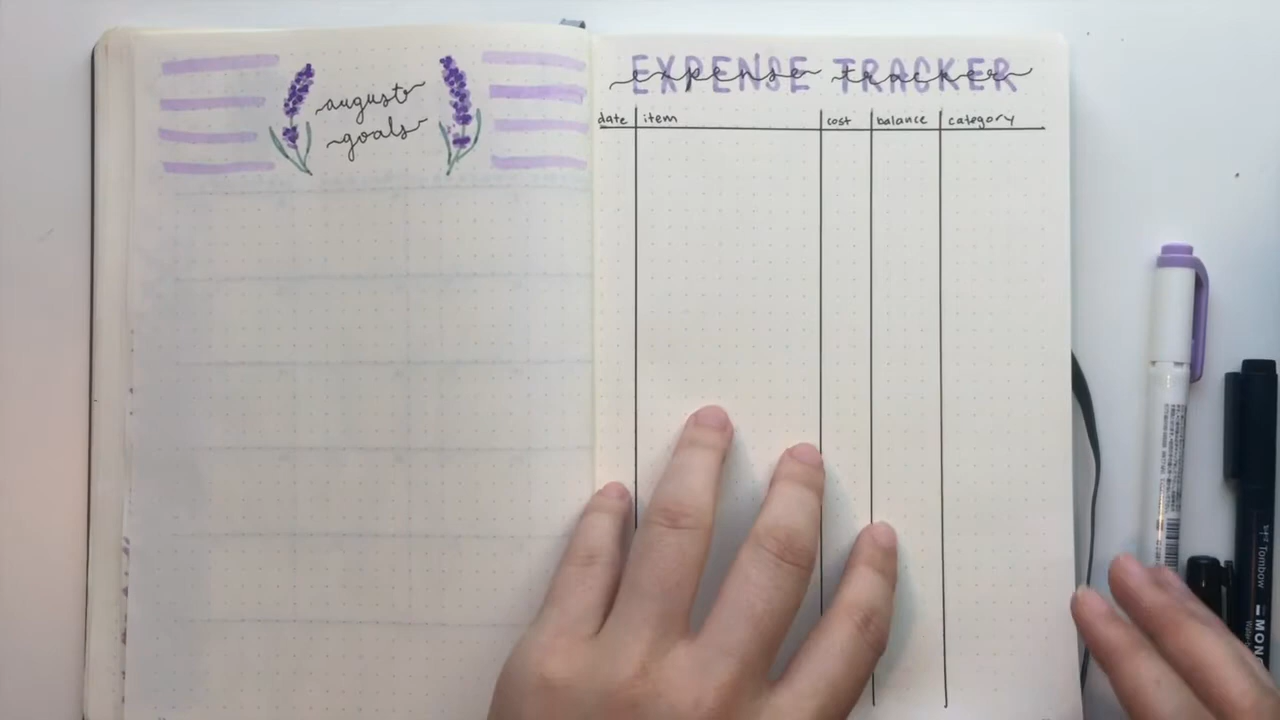 august
goals
EXPENSE TRACKER
expense tracker
date item cost balance category
Tombow
MONO